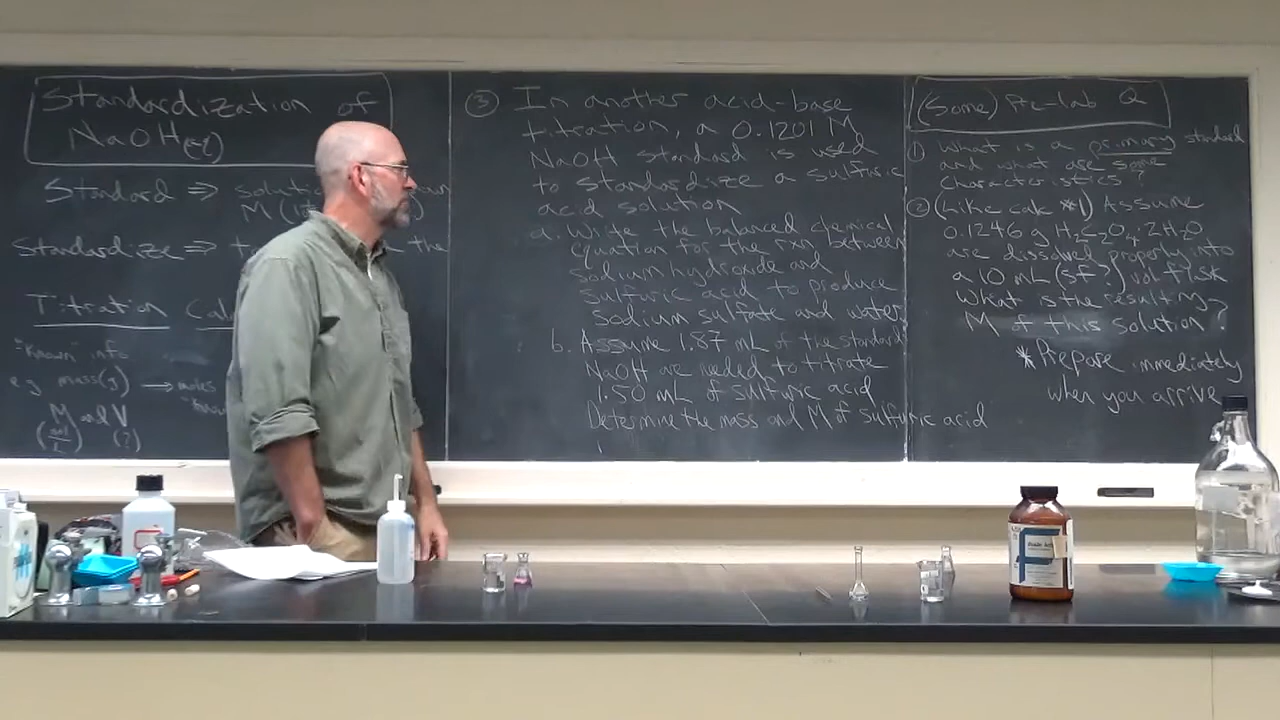 Standardization of
NaOH(aq)
Standard ⇒ soluti
M
Standardize ⇒ the
Titration Calc
"known" info
e.g mass(g) → moles
"know
M and V
(mol/L) (?)
③ In another acid-base
titration, a 0.1201 M
NaOH standard is used
to standardize a sulfuric
acid solution
a. Write the balanced chemical
equation for the rxn between
sodium hydroxide and
sulfuric acid to produce
sodium sulfate and water
b. Assume 1.87 mL of the standard
NaOH are needed to titrate
1.50 mL of sulfuric acid
Determine the mass and M of sulfuric acid
(Some) Pre-lab Q
① What is a primary standard
and what are some
characteristics?
② (Like calc #1) Assume
0.1246 g H2C2O4·2H2O
are dissolved properly into
a 10 mL (sf?) vol flask
What is the resulting
M of this solution?
*Prepare immediately
when you arrive